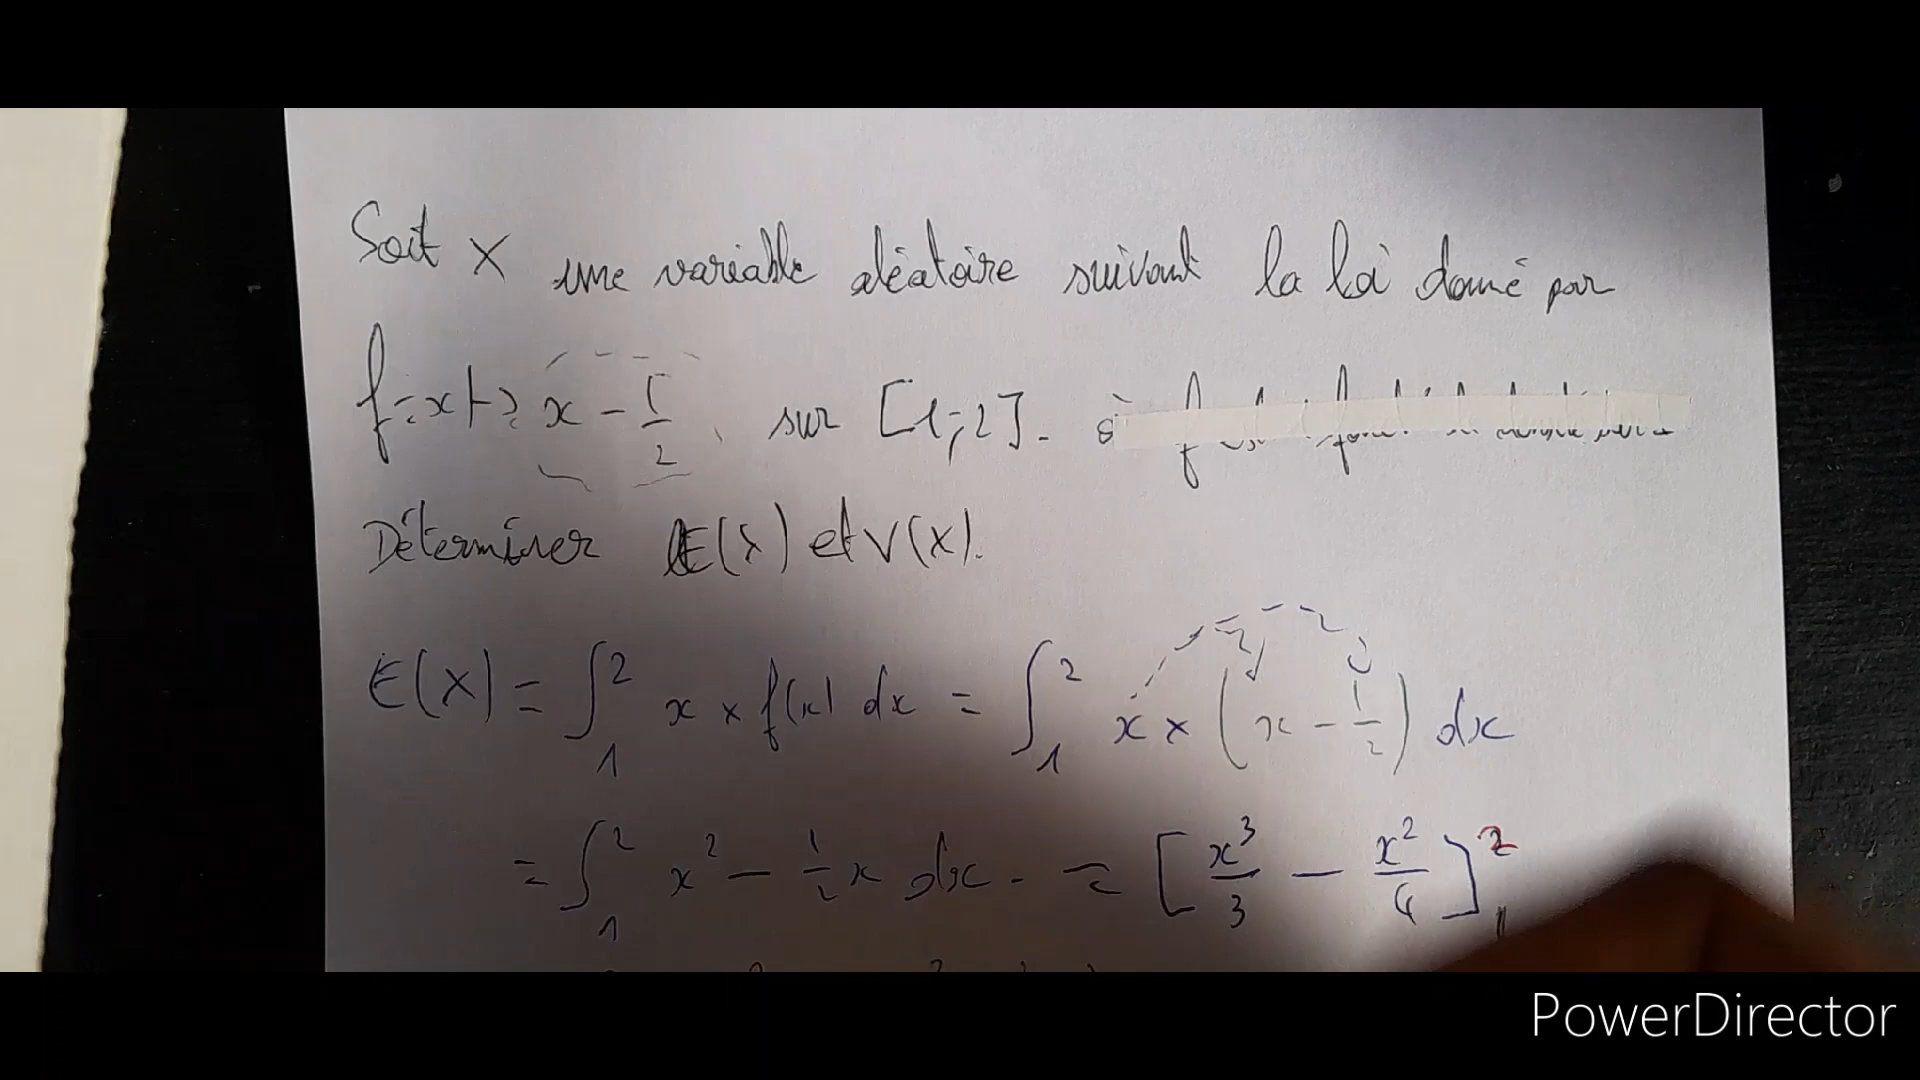 Soit X une variable aléatoire suivant la loi donné par
f: x ↦ x - 1/2 sur [1;2].
Déterminer E(X) et V(X).
E(X) = ∫₁² x × f(x) dx = ∫₁² x × (x - 1/2) dx
= ∫₁² x² - 1/2 x dx. = [x³/3 - x²/4]₁²
PowerDirector